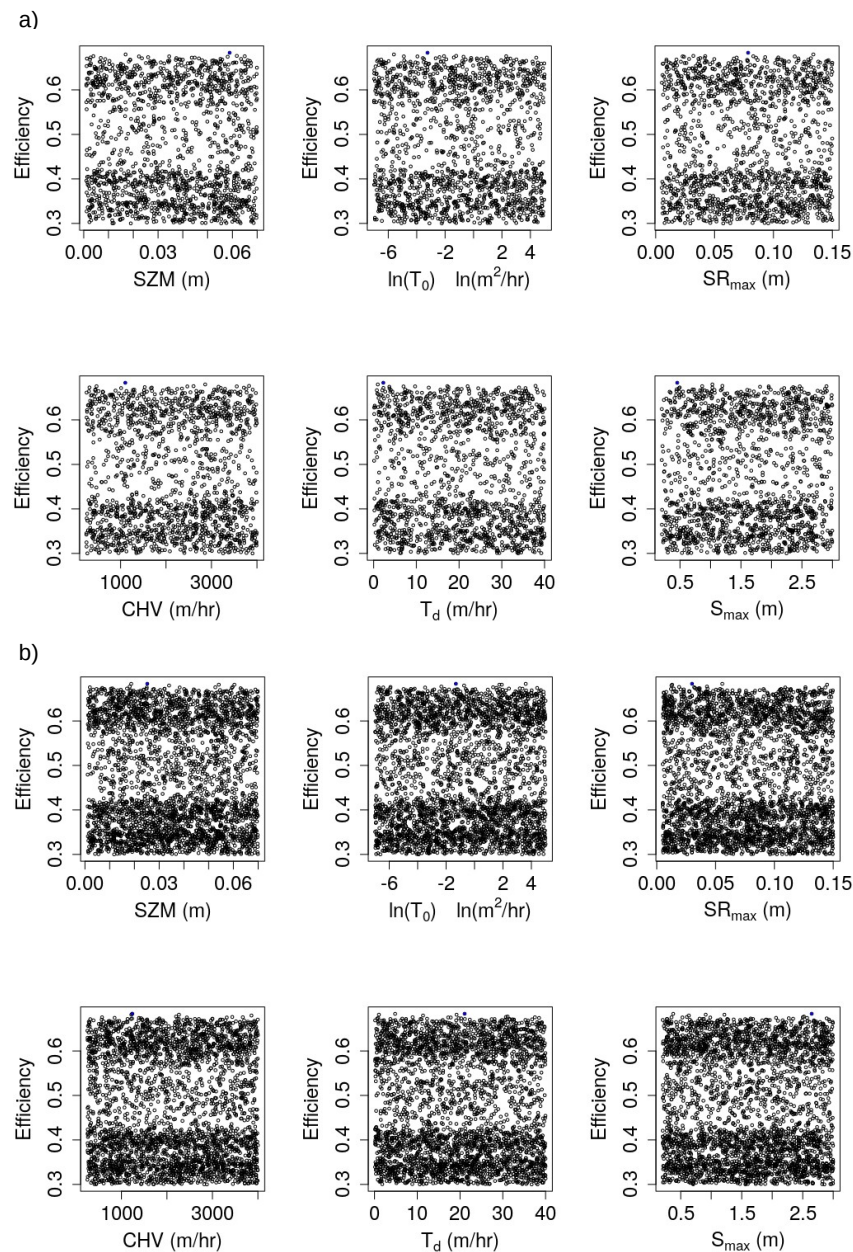 a)
Efficiency
0.3 0.4 0.5 0.6
0.00 0.03 0.06
SZM (m)
Efficiency
0.3 0.4 0.5 0.6
-6 -2 2 4
ln(T₀) ln(m²/hr)
Efficiency
0.3 0.4 0.5 0.6
0.00 0.05 0.10 0.15
SRmax (m)
Efficiency
0.3 0.4 0.5 0.6
1000 3000
CHV (m/hr)
Efficiency
0.3 0.4 0.5 0.6
0 10 20 30 40
Td (m/hr)
Efficiency
0.3 0.4 0.5 0.6
0.5 1.5 2.5
Smax (m)
b)
Efficiency
0.3 0.4 0.5 0.6
0.00 0.03 0.06
SZM (m)
Efficiency
0.3 0.4 0.5 0.6
-6 -2 2 4
ln(T₀) ln(m²/hr)
Efficiency
0.3 0.4 0.5 0.6
0.00 0.05 0.10 0.15
SRmax (m)
Efficiency
0.3 0.4 0.5 0.6
1000 3000
CHV (m/hr)
Efficiency
0.3 0.4 0.5 0.6
0 10 20 30 40
Td (m/hr)
Efficiency
0.3 0.4 0.5 0.6
0.5 1.5 2.5
Smax (m)